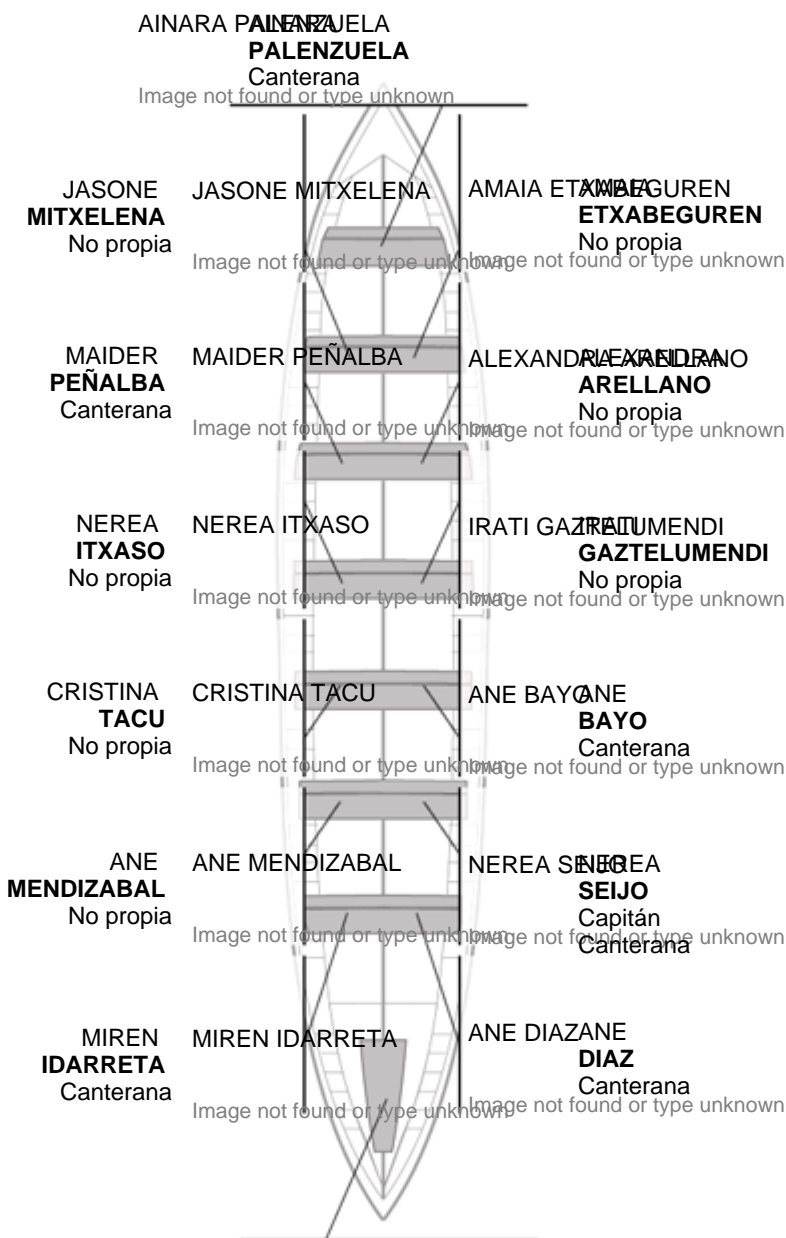 AINARA PALENZUELA
AINARA
PALENZUELA
Canterana
Image not found or type unknown
JASONE
MITXELENA
No propia
JASONE MITXELENA
Image not found or type unknown
AMAIA ETXABEGUREN
AMAIA
ETXABEGUREN
No propia
Image not found or type unknown
MAIDER
PEÑALBA
Canterana
MAIDER PEÑALBA
Image not found or type unknown
ALEXANDRA ARELLANO
ALEXANDRA
ARELLANO
No propia
Image not found or type unknown
NEREA
ITXASO
No propia
NEREA ITXASO
Image not found or type unknown
IRATI GAZTELUMENDI
IRATI
GAZTELUMENDI
No propia
Image not found or type unknown
CRISTINA
TACU
No propia
CRISTINA TACU
Image not found or type unknown
ANE BAYO
ANE
BAYO
Canterana
Image not found or type unknown
ANE
MENDIZABAL
No propia
ANE MENDIZABAL
Image not found or type unknown
NEREA SEIJO
NEREA
SEIJO
Capitán
Canterana
Image not found or type unknown
MIREN
IDARRETA
Canterana
MIREN IDARRETA
Image not found or type unknown
ANE DIAZ
ANE
DIAZ
Canterana
Image not found or type unknown